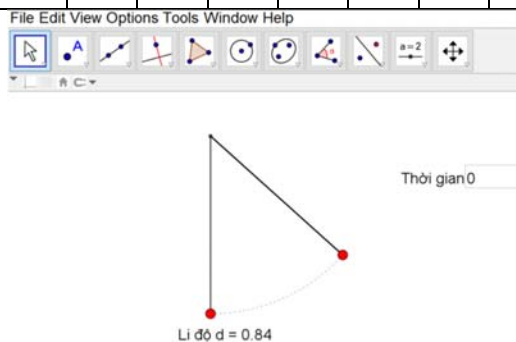 File Edit View Options Tools Window Help
A
a=2
Thời gian 0
Li độ d = 0.84